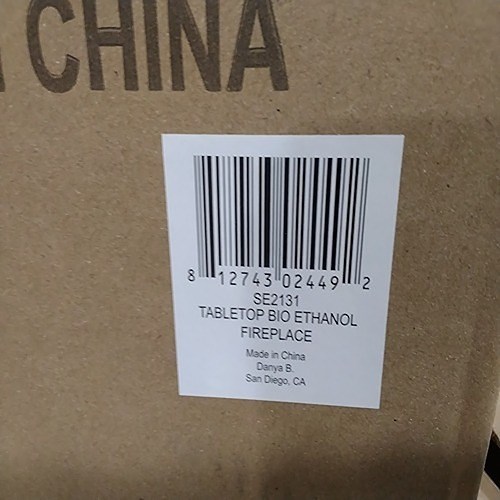 CHINA
8 12743 02449 2
SE2131
TABLETOP BIO ETHANOL
FIREPLACE
Made in China
Danya B.
San Diego, CA